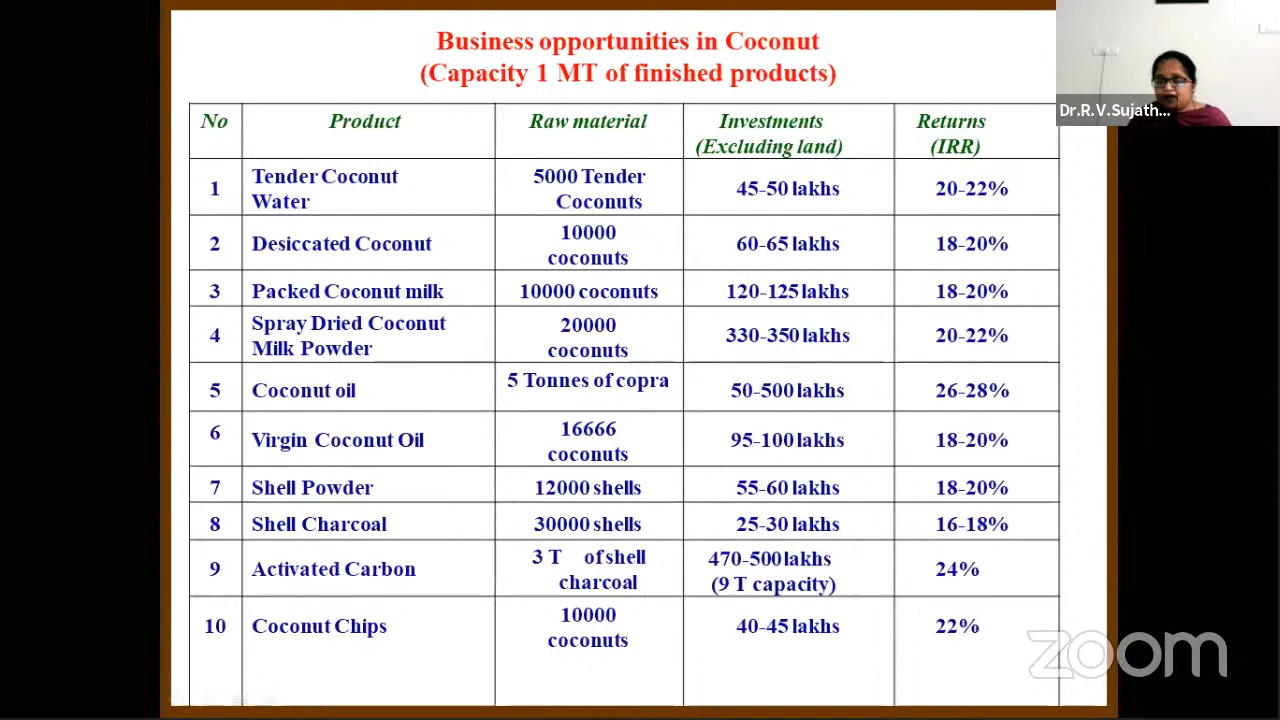 Business opportunities in Coconut
(Capacity 1 MT of finished products)
Dr.R.V.Sujath...
No Product Raw material Investments (Excluding land) Returns (IRR)
1 Tender Coconut Water 5000 Tender Coconuts 45-50 lakhs 20-22%
2 Desiccated Coconut 10000 coconuts 60-65 lakhs 18-20%
3 Packed Coconut milk 10000 coconuts 120-125 lakhs 18-20%
4 Spray Dried Coconut Milk Powder 20000 coconuts 330-350 lakhs 20-22%
5 Coconut oil 5 Tonnes of copra 50-500 lakhs 26-28%
6 Virgin Coconut Oil 16666 coconuts 95-100 lakhs 18-20%
7 Shell Powder 12000 shells 55-60 lakhs 18-20%
8 Shell Charcoal 30000 shells 25-30 lakhs 16-18%
9 Activated Carbon 3 T of shell charcoal 470-500 lakhs (9 T capacity) 24%
10 Coconut Chips 10000 coconuts 40-45 lakhs 22%
zoom